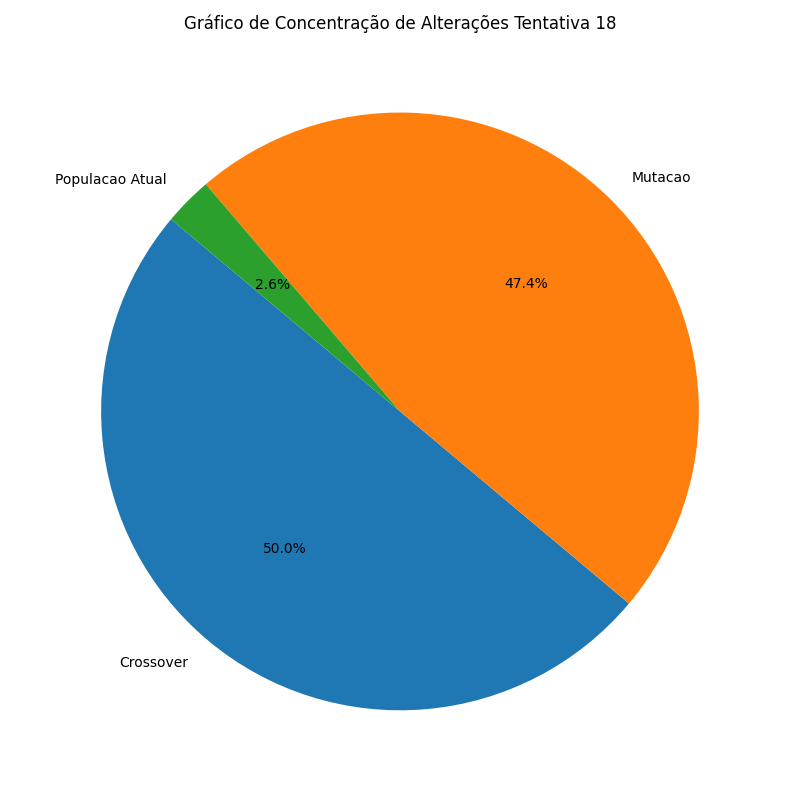 Gráfico de Concentração de Alterações Tentativa 18
Populacao Atual
Mutacao
2.6%
47.4%
50.0%
Crossover